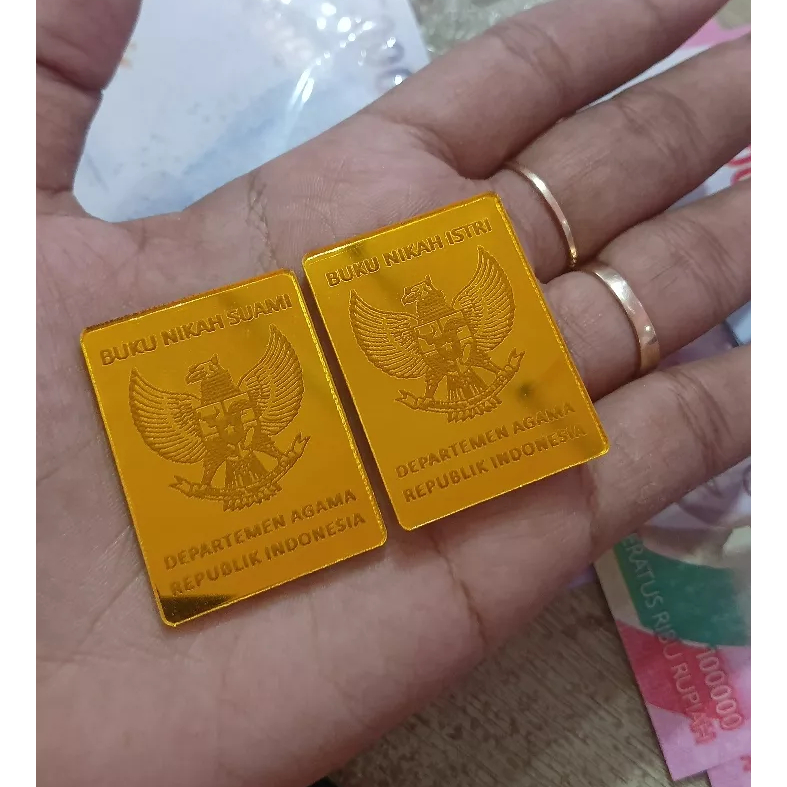 BUKU NIKAH SUAMI
DEPARTEMEN AGAMA
REPUBLIK INDONESIA
BUKU NIKAH ISTRI
DEPARTEMEN AGAMA
REPUBLIK INDONESIA
RATUS RIBU RUPIAH
100000